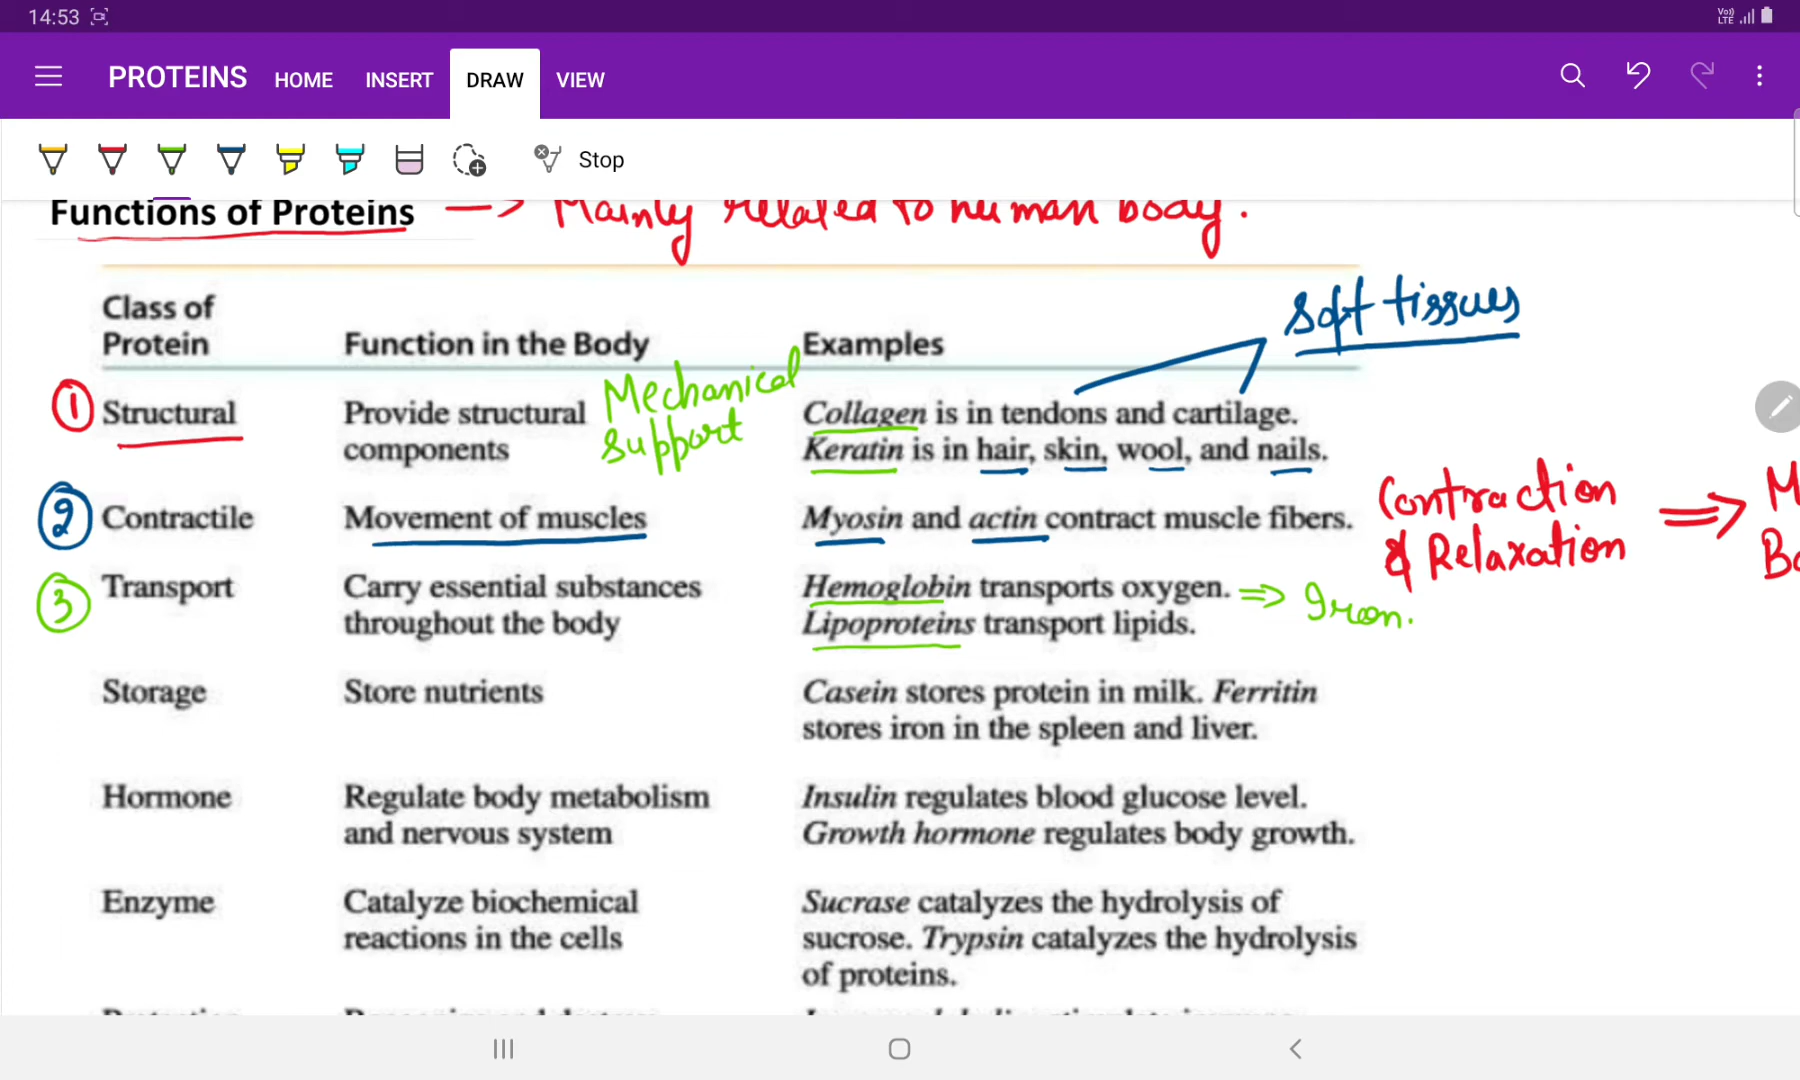 14:53
Vo)) LTE
PROTEINS HOME INSERT DRAW VIEW
Stop
Functions of Proteins → Mainly related to human body.
Class of Protein
Function in the Body
Examples
soft tissues
① Structural
Provide structural components
Mechanical support
Collagen is in tendons and cartilage.
Keratin is in hair, skin, wool, and nails.
② Contractile
Movement of muscles
Myosin and actin contract muscle fibers.
Contraction
& Relaxation
⇒ M
Bo
③ Transport
Carry essential substances
throughout the body
Hemoglobin transports oxygen. ⇒ Iron.
Lipoproteins transport lipids.
Storage
Store nutrients
Casein stores protein in milk. Ferritin
stores iron in the spleen and liver.
Hormone
Regulate body metabolism
and nervous system
Insulin regulates blood glucose level.
Growth hormone regulates body growth.
Enzyme
Catalyze biochemical
reactions in the cells
Sucrase catalyzes the hydrolysis of
sucrose. Trypsin catalyzes the hydrolysis
of proteins.